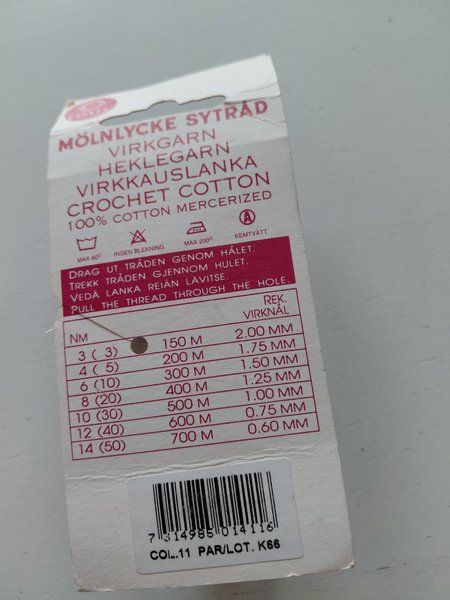 MÖLNLYCKE SYTRÅD
VIRKGARN
HEKLEGARN
VIRKKAUSLANKA
CROCHET COTTON
100% COTTON MERCERIZED
MAX 60° INGEN BLEKNING MAX 200° A KEMTVÄTT
DRAG UT TRÅDEN GENOM HÅLET.
TREKK TRÅDEN GJENNOM HULET.
VEDÄ LANKA REIÄN LÄVITSE.
PULL THE THREAD THROUGH THE HOLE.
NM REK. VIRKNÅL
3 ( 3) 150 M 2.00 MM
4 ( 5) 200 M 1.75 MM
6 (10) 300 M 1.50 MM
8 (20) 400 M 1.25 MM
10 (30) 500 M 1.00 MM
12 (40) 600 M 0.75 MM
14 (50) 700 M 0.60 MM
7 314985 014116
COL.11 PAR/LOT. K66